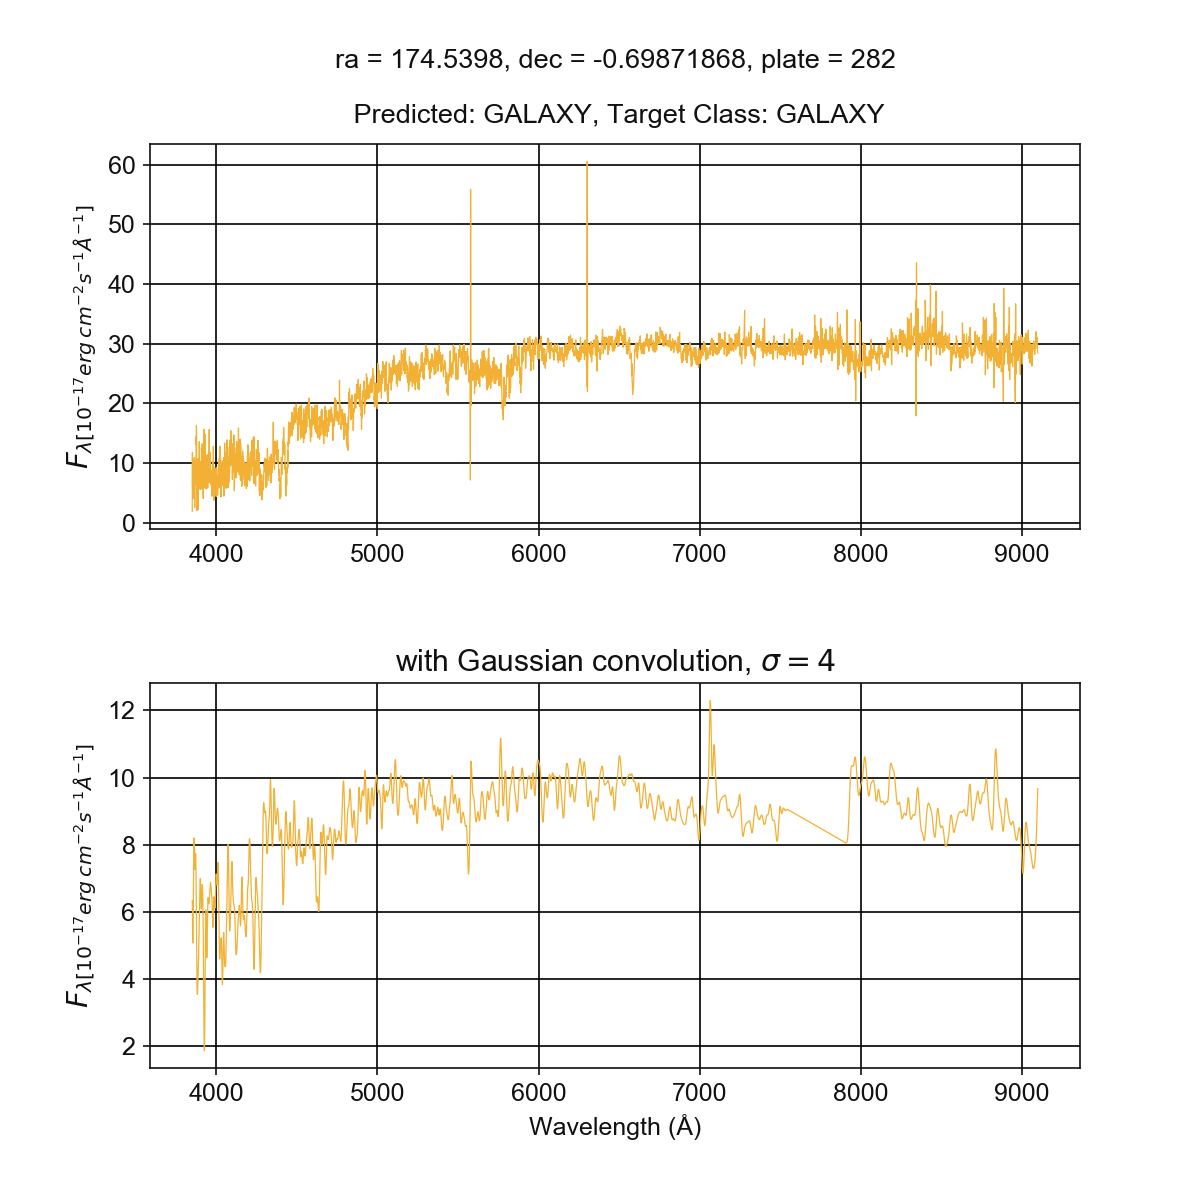 ra = 174.5398, dec = -0.69871868, plate = 282
Predicted: GALAXY, Target Class: GALAXY
60
50
40
30
20
10
0
Fλ[10−17erg cm−2s−1Å−1]
4000 5000 6000 7000 8000 9000
with Gaussian convolution, σ = 4
12
10
8
6
4
2
Fλ[10−17erg cm−2s−1Å−1]
4000 5000 6000 7000 8000 9000
Wavelength (Å)